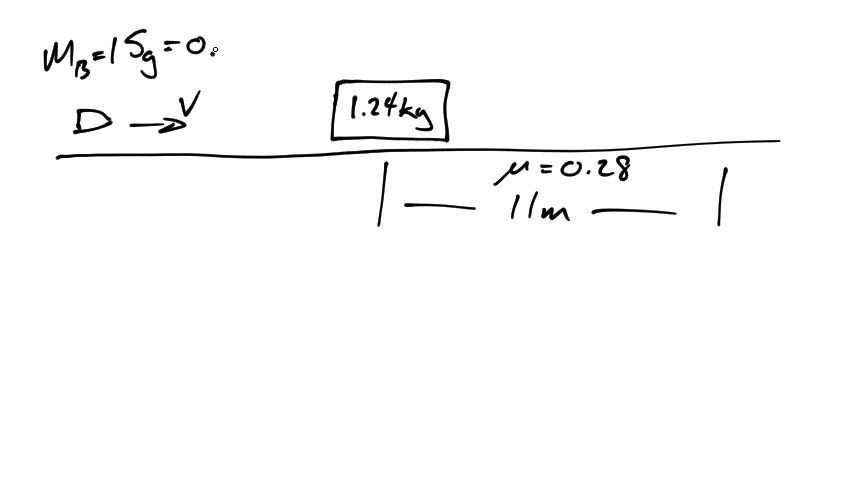 M_B=15g=0.
D → V
1.24kg
μ=0.28
11m